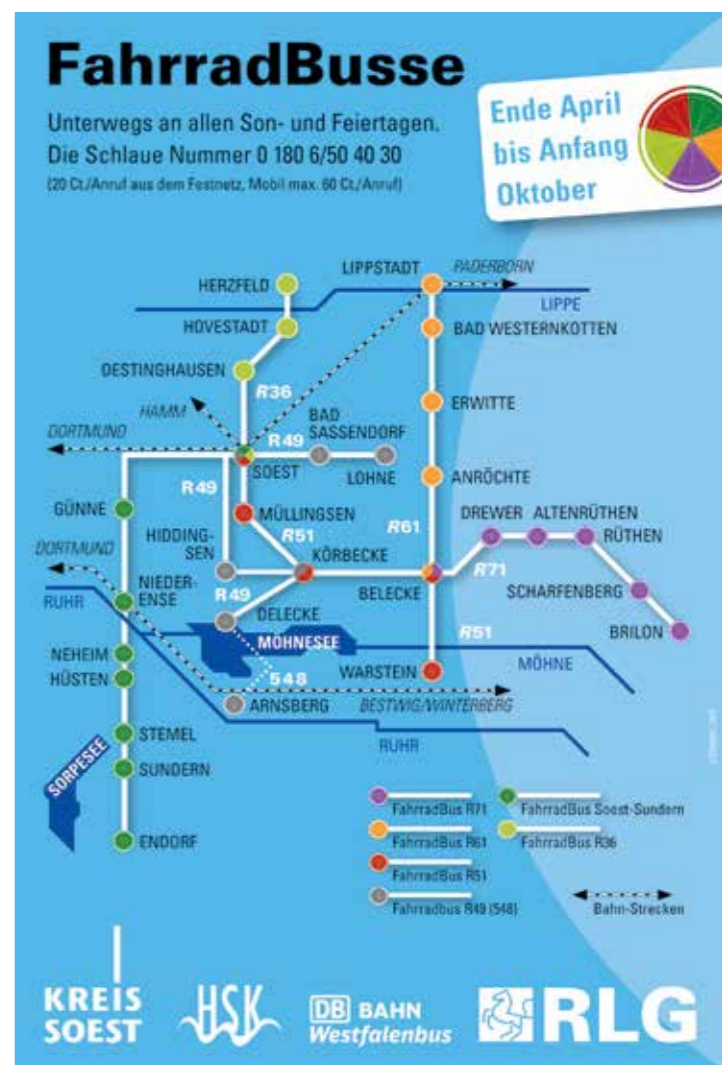 FahrradBusse
Unterwegs an allen Son- und Feiertagen.
Die Schlaue Nummer 0 180 6/50 40 30
(20 Ct./Anruf aus dem Festnetz, Mobil max. 60 Ct./Anruf)
Ende April
bis Anfang
Oktober
HERZFELD
LIPPSTADT
PADERBORN
LIPPE
HOVESTADT
BAD WESTERNKOTTEN
OESTINGHAUSEN
R36
HAMM
BAD
SASSENDORF
ERWITTE
DORTMUND
R49
SOEST
LOHNE
ANRÖCHTE
R49
GÜNNE
MÜLLINGSEN
R61
DREWER
ALTENRÜTHEN
RÜTHEN
HIDDING-
SEN
R51
KÖRBECKE
DORTMUND
BELECKE
R71
NIEDER-
ENSE
R49
SCHARFENBERG
RUHR
DELECKE
R51
BRILON
MÖHNESEE
MÖHNE
NEHEIM
HÜSTEN
548
WARSTEIN
ARNSBERG
BESTWIG/WINTERBERG
STEMEL
RUHR
SORPESEE
SUNDERN
ENDORF
FahrradBus R71
FahrradBus Soest-Sundern
FahrradBus R61
FahrradBus R36
FahrradBus R51
Fahrradbus R49 (548)
Bahn-Strecken
KREIS
SOEST
HSK
DB BAHN
Westfalenbus
RLG